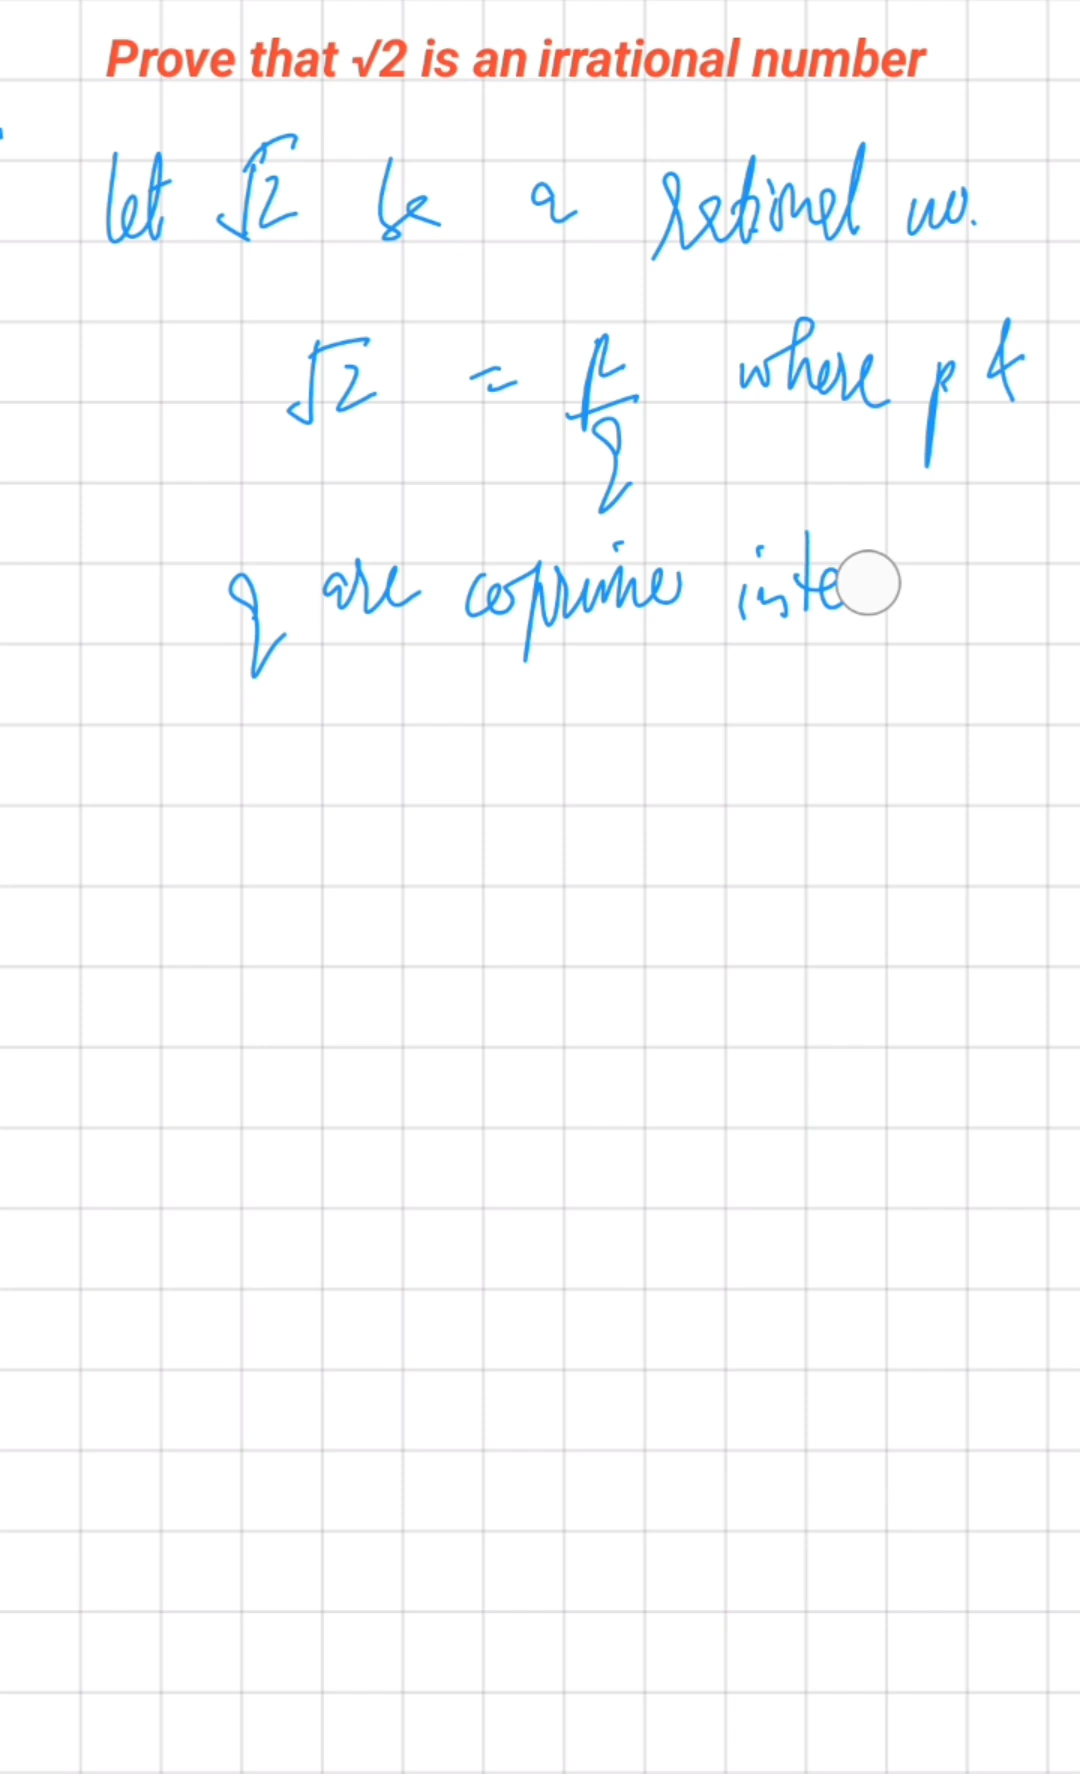 Prove that √2 is an irrational number
Let √2 be a rational no.
√2 = p/q where p &
q are coprime inte